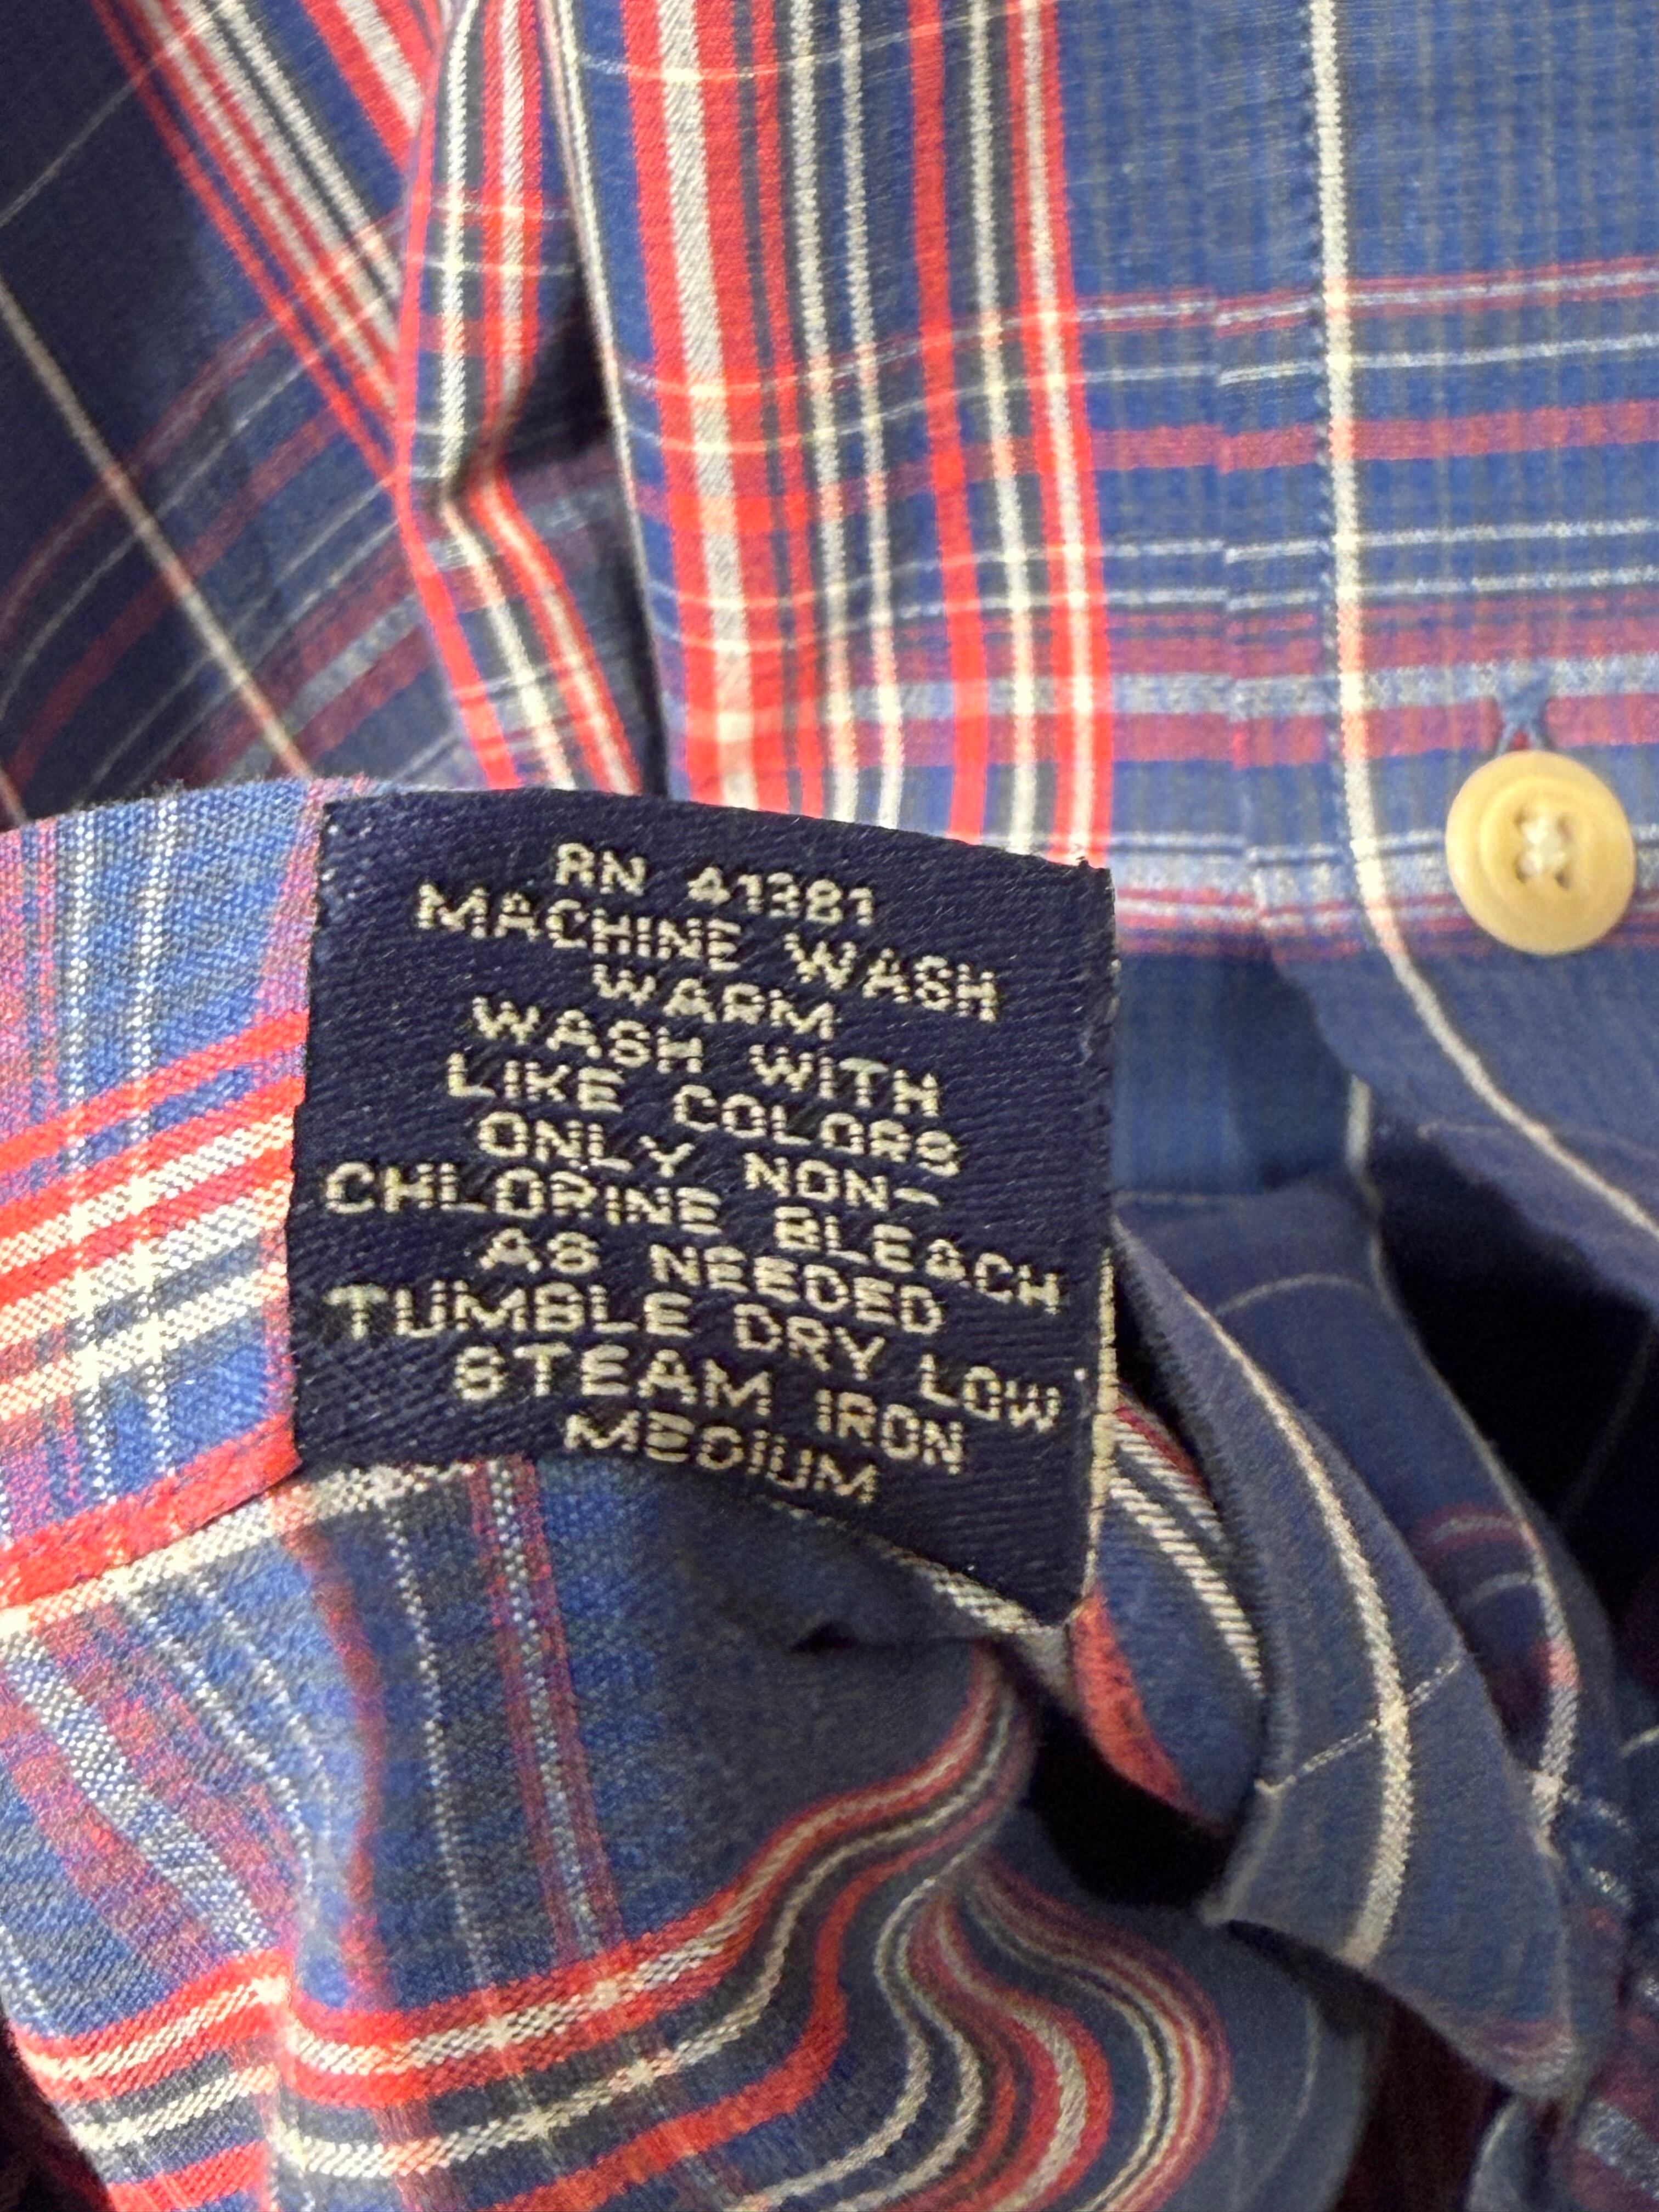 RN 41381
MACHINE WASH
WARM
WASH WITH
LIKE COLORS
ONLY NON-
CHLORINE BLEACH
AS NEEDED
TUMBLE DRY LOW
STEAM IRON
MEDIUM